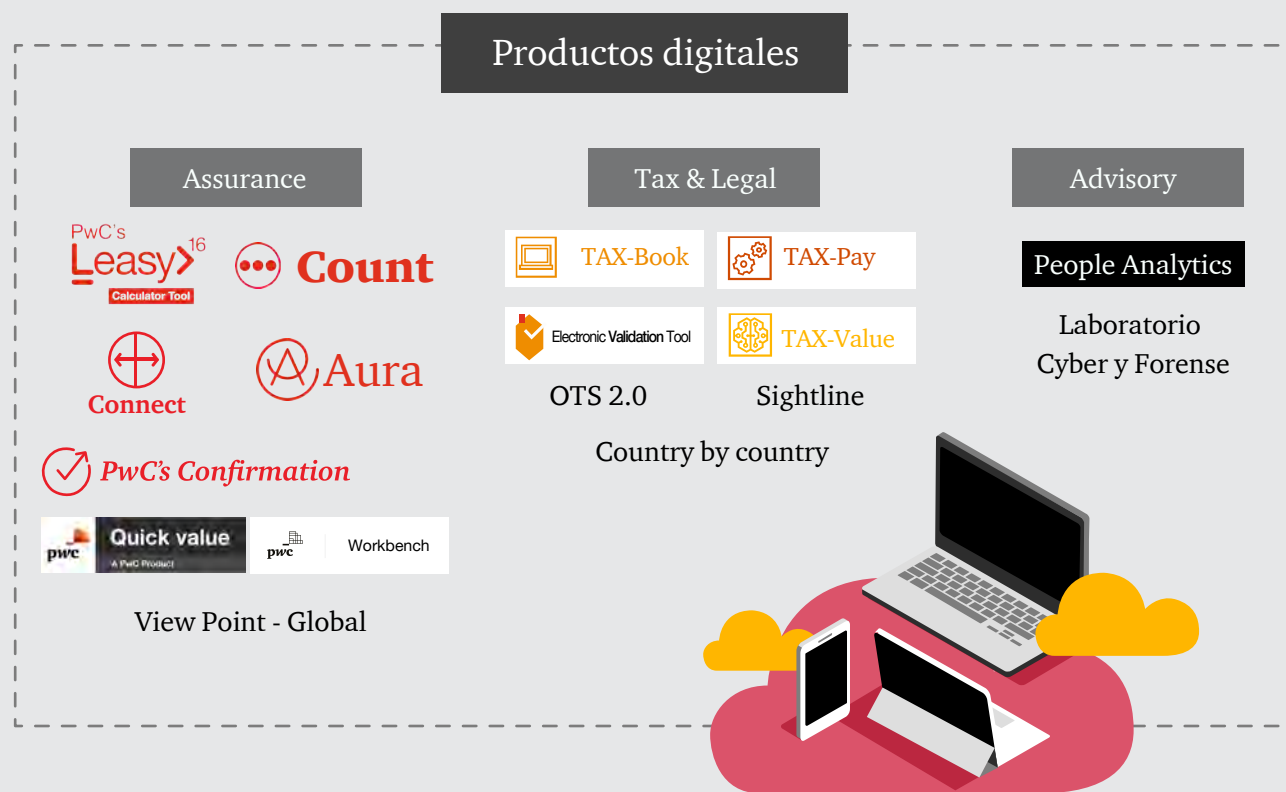 Productos digitales
Assurance
PwC's
Leasy 16
Calculator Tool
Count
Connect
Aura
PwC's Confirmation
pwc
Quick value
A PwC Product
pwc
Workbench
View Point - Global
Tax & Legal
TAX-Book
TAX-Pay
Electronic Validation Tool
TAX-Value
OTS 2.0
Sightline
Country by country
Advisory
People Analytics
Laboratorio
Cyber y Forense